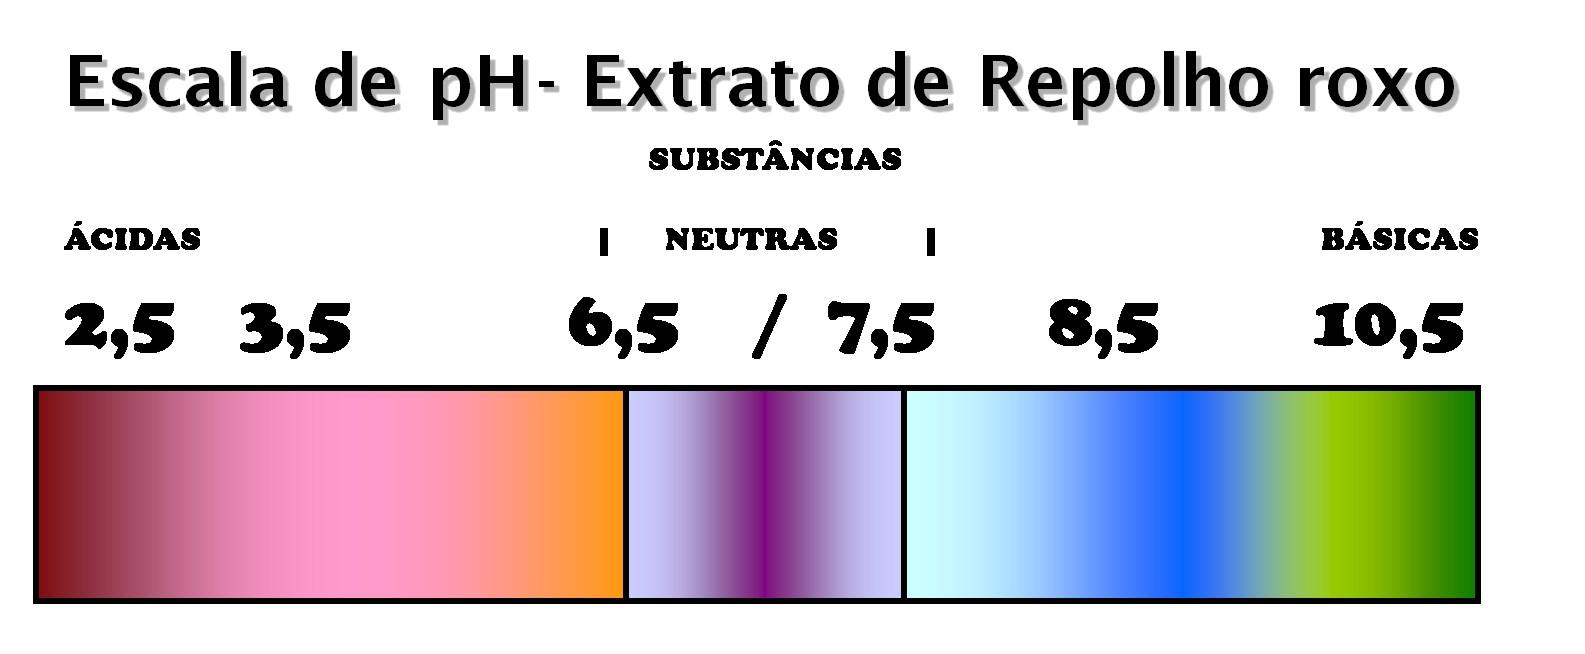 Escala de pH- Extrato de Repolho roxo
SUBSTÂNCIAS
ÁCIDAS | NEUTRAS | BÁSICAS
2,5 3,5 6,5 / 7,5 8,5 10,5